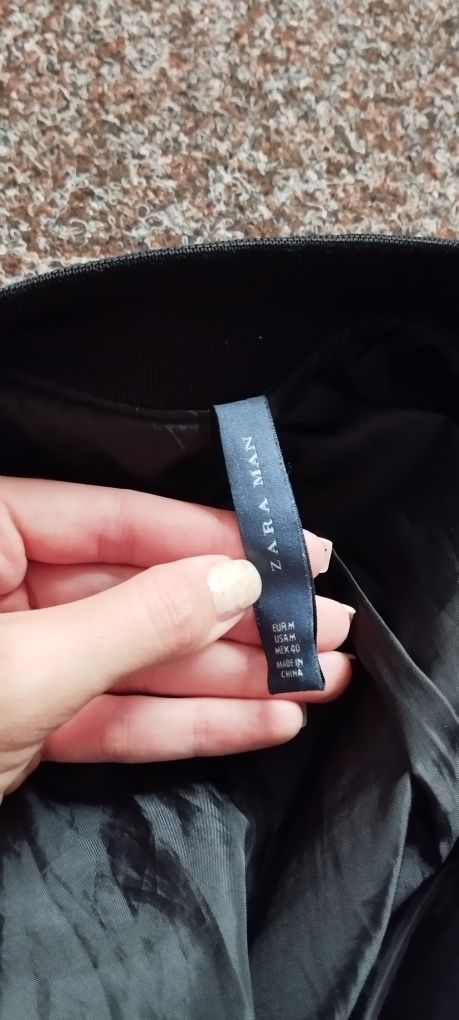 ZARA MAN
EUR M
USA M
MEX 40
MADE IN
CHINA